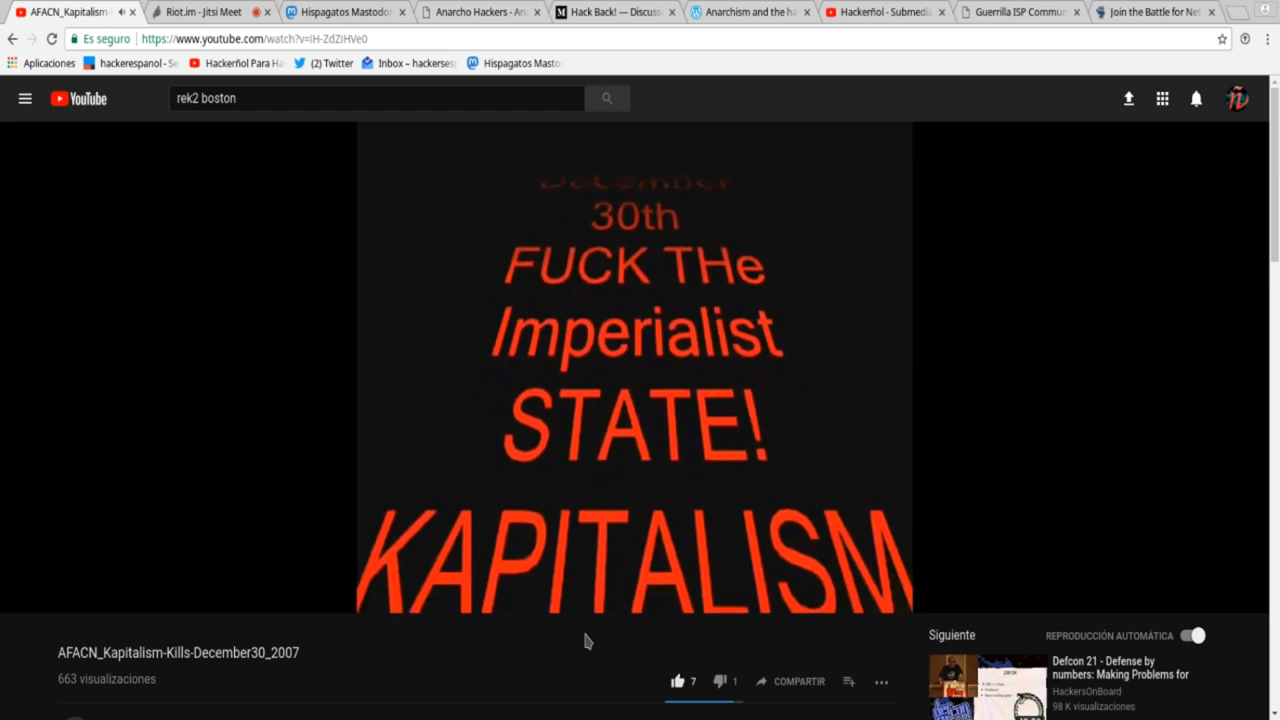 AFACN_Kapitalism-
Riot.im - Jitsi Meet
Hispagatos Mastodo
Anarcho Hackers - An
Hack Back! — Discuss
Anarchism and the ha
Hackerñol - Submedia
Guerrilla ISP Commun
Join the Battle for Ne
Es seguro
https://www.youtube.com/watch?v=iH-ZdZiHVe0
Aplicaciones
hackerespanol - Se
Hackerñol Para Ha
(2) Twitter
Inbox – hackersesp
Hispagatos Masto
YouTube
rek2 boston
ñ
December
30th
FUCK THe
Imperialist
STATE!
KAPITALISM
AFACN_Kapitalism-Kills-December30_2007
663 visualizaciones
7
1
COMPARTIR
Siguiente
REPRODUCCIÓN AUTOMÁTICA
Defcon 21 - Defense by
numbers: Making Problems for
HackersOnBoard
98 K visualizaciones